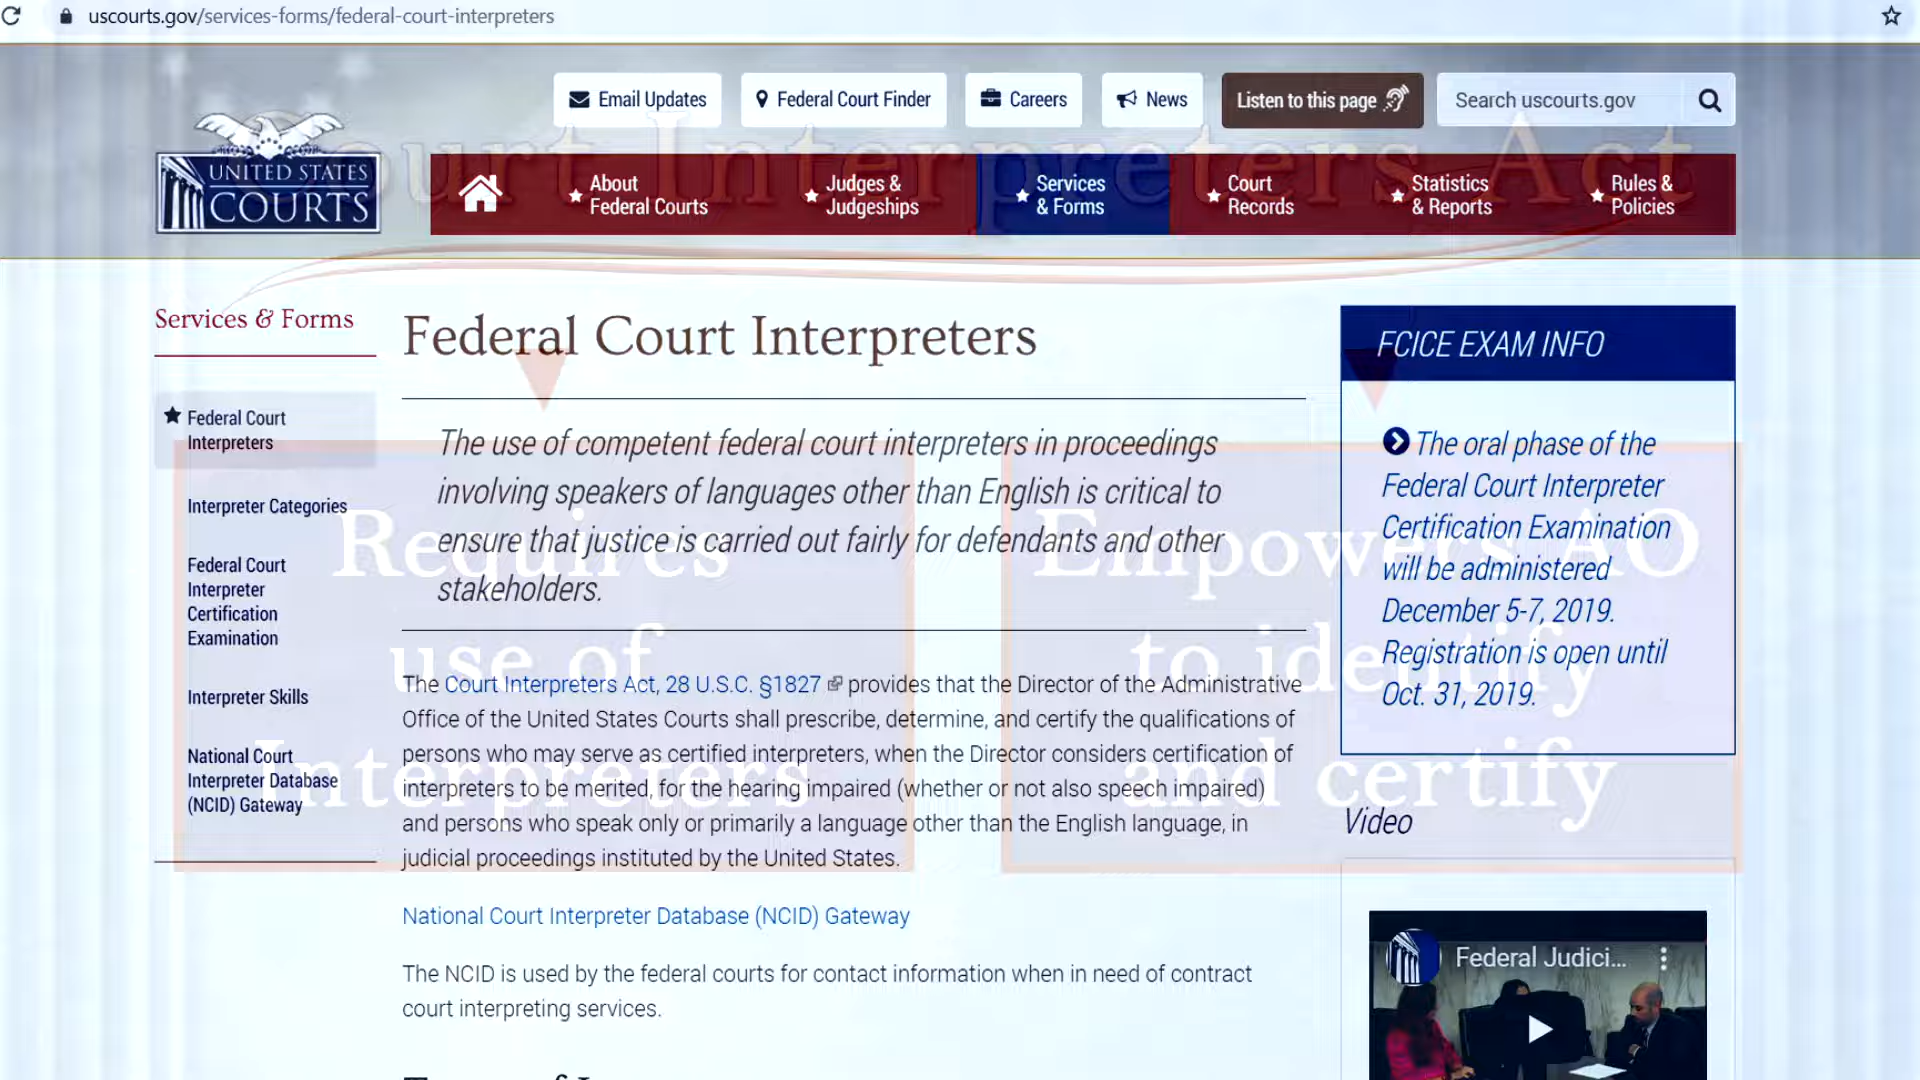 uscourts.gov/services-forms/federal-court-interpreters
Email Updates
Federal Court Finder
Careers
News
Listen to this page
Search uscourts.gov
Court Interpreters Act
UNITED STATES
COURTS
About
Federal Courts
Judges &
Judgeships
Services
& Forms
Court
Records
Statistics
& Reports
Rules &
Policies
Services & Forms
Federal Court
Interpreters
Interpreter Categories
Federal Court
Interpreter
Certification
Examination
Interpreter Skills
National Court
Interpreter Database
(NCID) Gateway
Federal Court Interpreters
The use of competent federal court interpreters in proceedings
involving speakers of languages other than English is critical to
ensure that justice is carried out fairly for defendants and other
stakeholders.
The Court Interpreters Act, 28 U.S.C. §1827 provides that the Director of the Administrative
Office of the United States Courts shall prescribe, determine, and certify the qualifications of
persons who may serve as certified interpreters, when the Director considers certification of
interpreters to be merited, for the hearing impaired (whether or not also speech impaired)
and persons who speak only or primarily a language other than the English language, in
judicial proceedings instituted by the United States.
National Court Interpreter Database (NCID) Gateway
The NCID is used by the federal courts for contact information when in need of contract
court interpreting services.
Requires
use of
Interpreters
Empowers AO
to identify
and certify
FCICE EXAM INFO
The oral phase of the
Federal Court Interpreter
Certification Examination
will be administered
December 5-7, 2019.
Registration is open until
Oct. 31, 2019.
Video
Federal Judici...